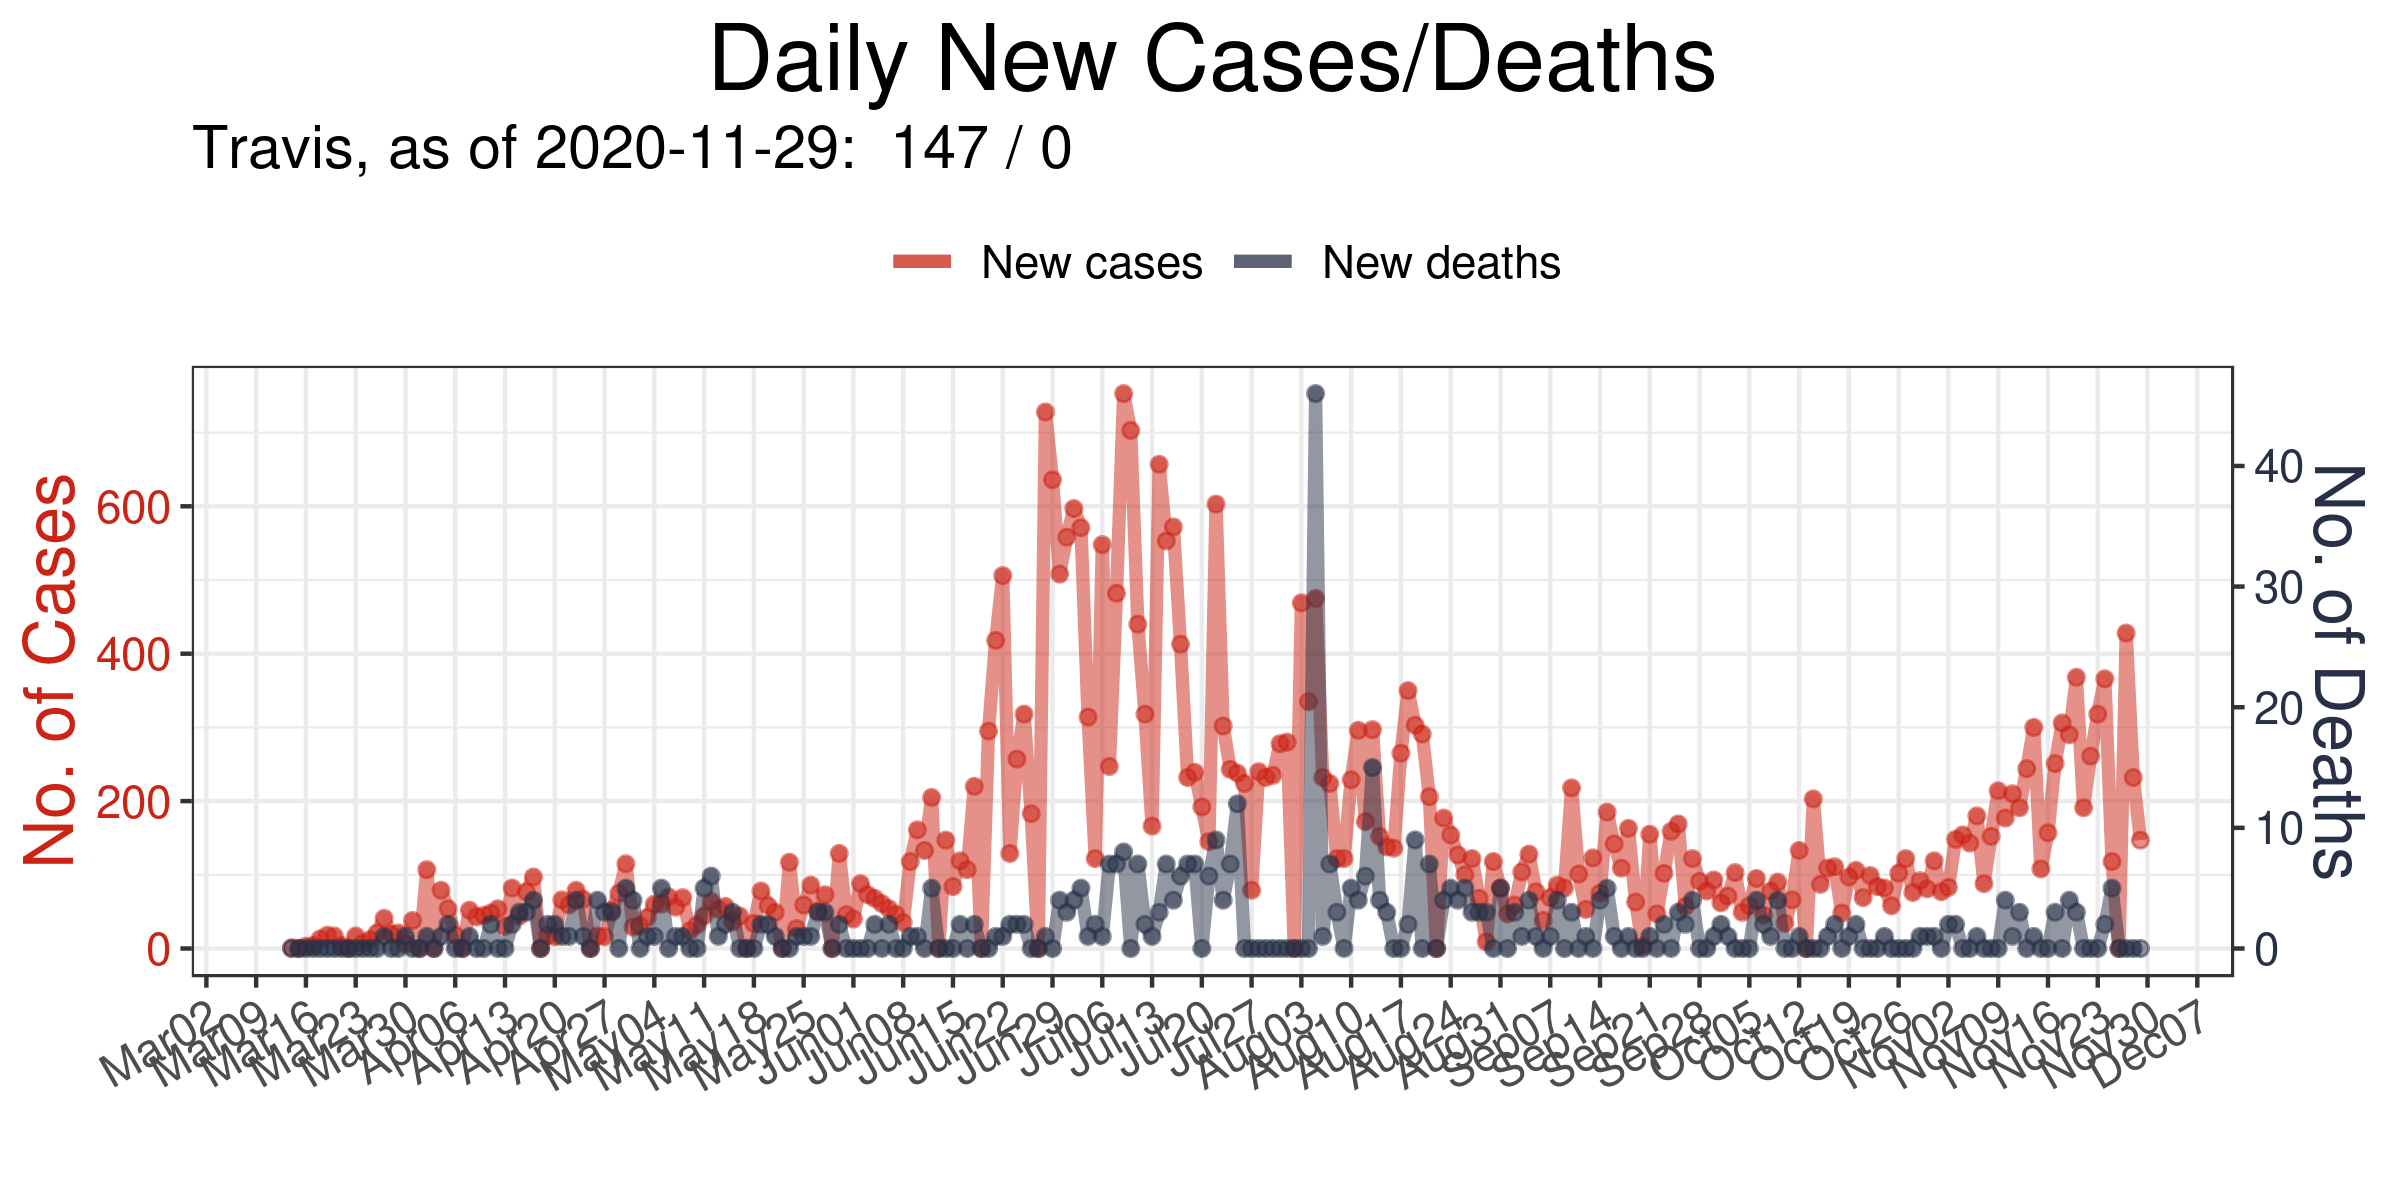 Daily New Cases/Deaths
Travis, as of 2020-11-29:  147 / 0
New cases
New deaths
No. of Cases
600
400
200
0
40
30
20
10
0
No. of Deaths
Mar02
Mar09
Mar16
Mar23
Mar30
Apr06
Apr13
Apr20
Apr27
May04
May11
May18
May25
Jun01
Jun08
Jun15
Jun22
Jun29
Jul06
Jul13
Jul20
Jul27
Aug03
Aug10
Aug17
Aug24
Aug31
Sep07
Sep14
Sep21
Sep28
Oct05
Oct12
Oct19
Oct26
Nov02
Nov09
Nov16
Nov23
Nov30
Dec07